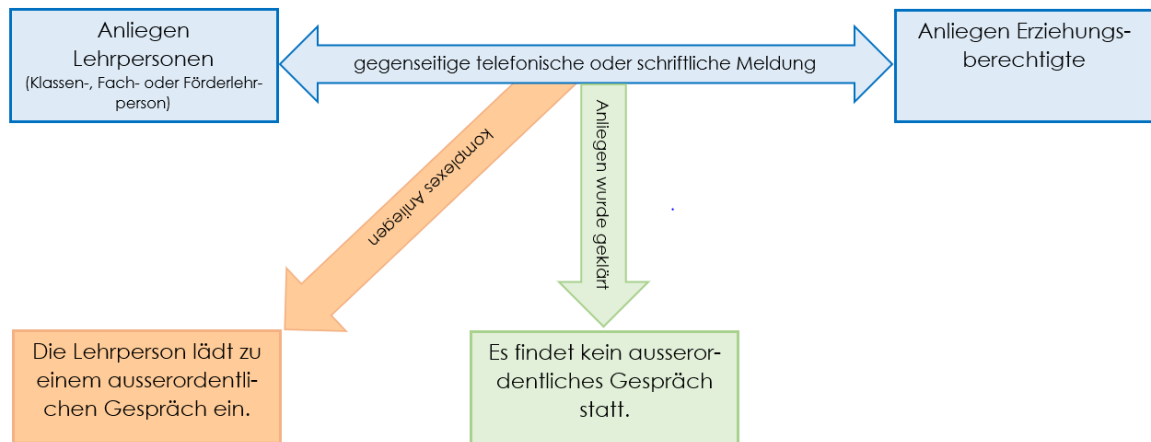 Anliegen
Lehrpersonen
(Klassen-, Fach- oder Förderlehr-
person)
gegenseitige telefonische oder schriftliche Meldung
Anliegen Erziehungs-
berechtigte
komplexes Anliegen
Anliegen wurde geklärt
Die Lehrperson lädt zu
einem ausserordentli-
chen Gespräch ein.
Es findet kein ausseror-
dentliches Gespräch
statt.